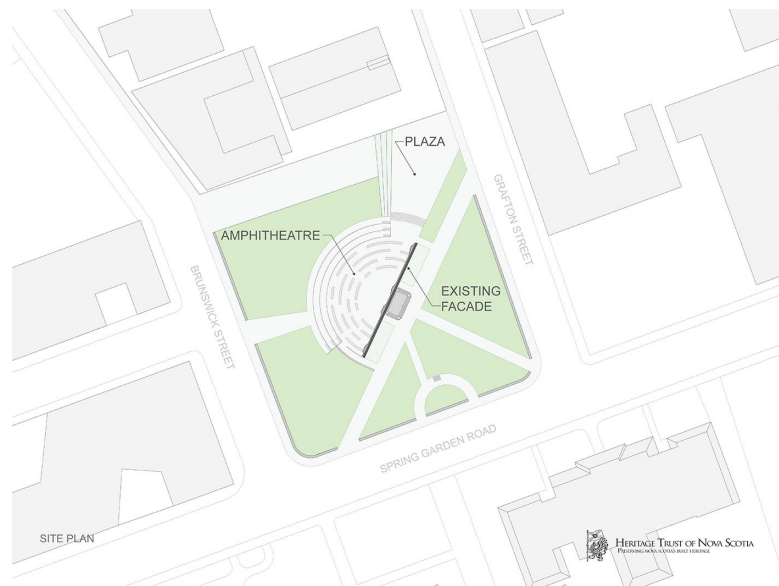 PLAZA
AMPHITHEATRE
EXISTING
FACADE
GRAFTON STREET
BRUNSWICK STREET
SPRING GARDEN ROAD
SITE PLAN
HERITAGE TRUST OF NOVA SCOTIA
PRESERVING NOVA SCOTIA'S BUILT HERITAGE